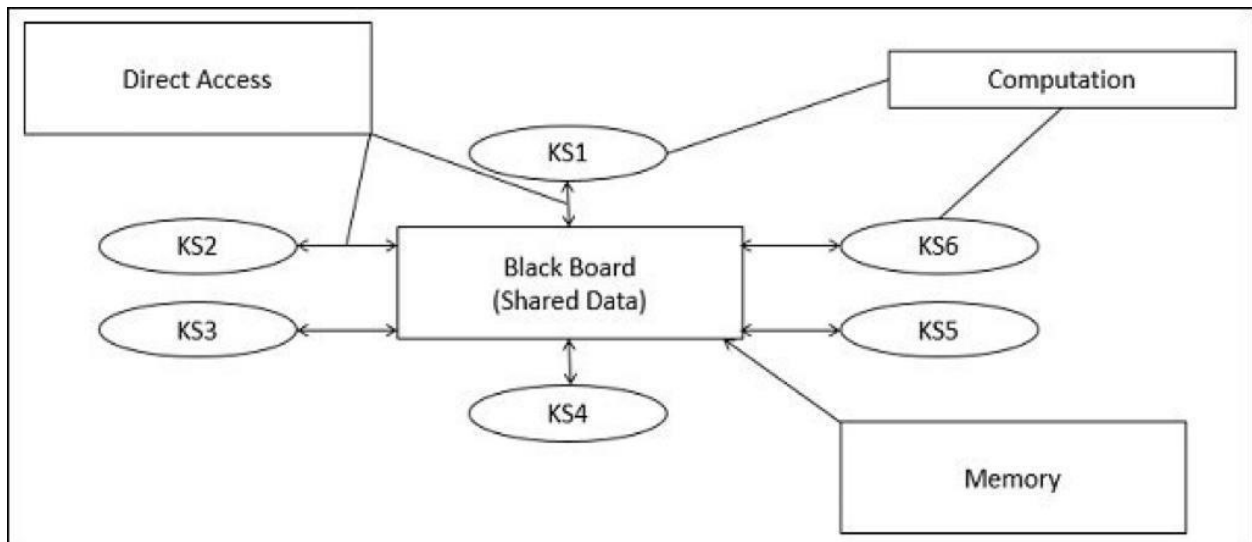 Direct Access
Computation
KS1
KS2
Black Board
(Shared Data)
KS6
KS3
KS5
KS4
Memory